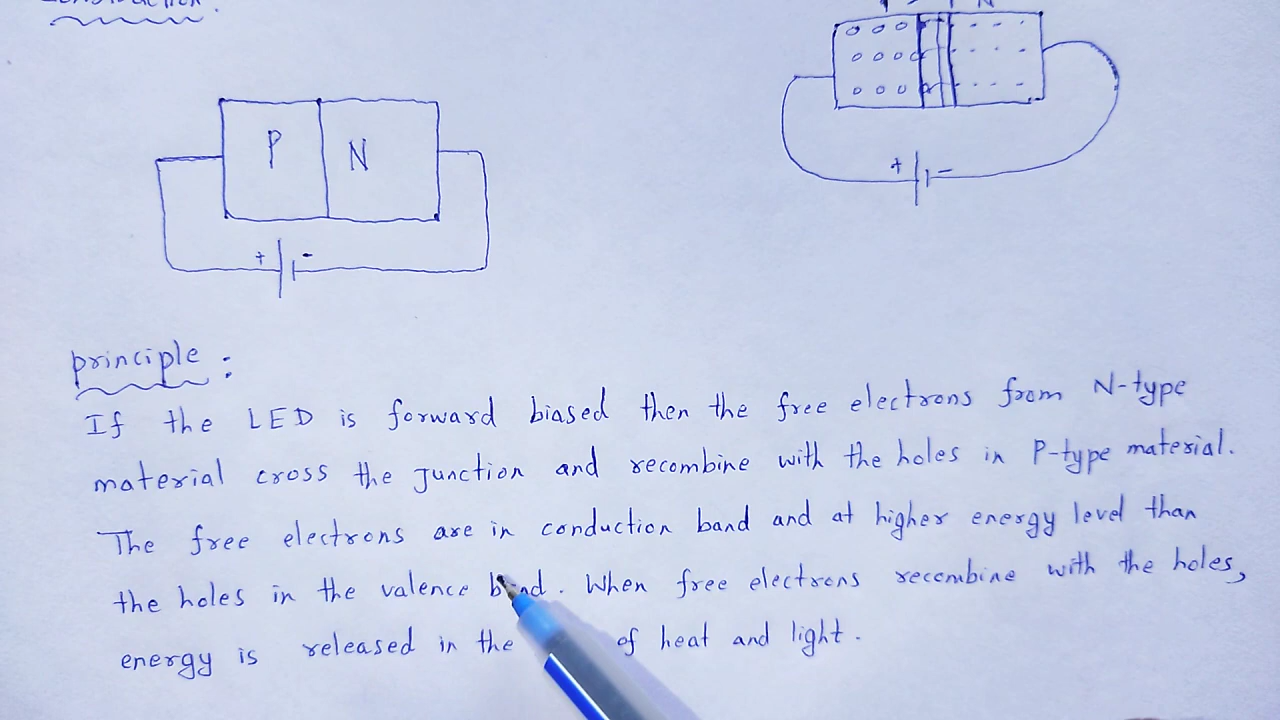 P N
+ -
N
+ -
principle :
If the LED is forward biased then the free electrons from N-type
material cross the junction and recombine with the holes in P-type material.
The free electrons are in conduction band and at higher energy level than
the holes in the valence band. When free electrons recombine with the holes,
energy is released in the of heat and light.